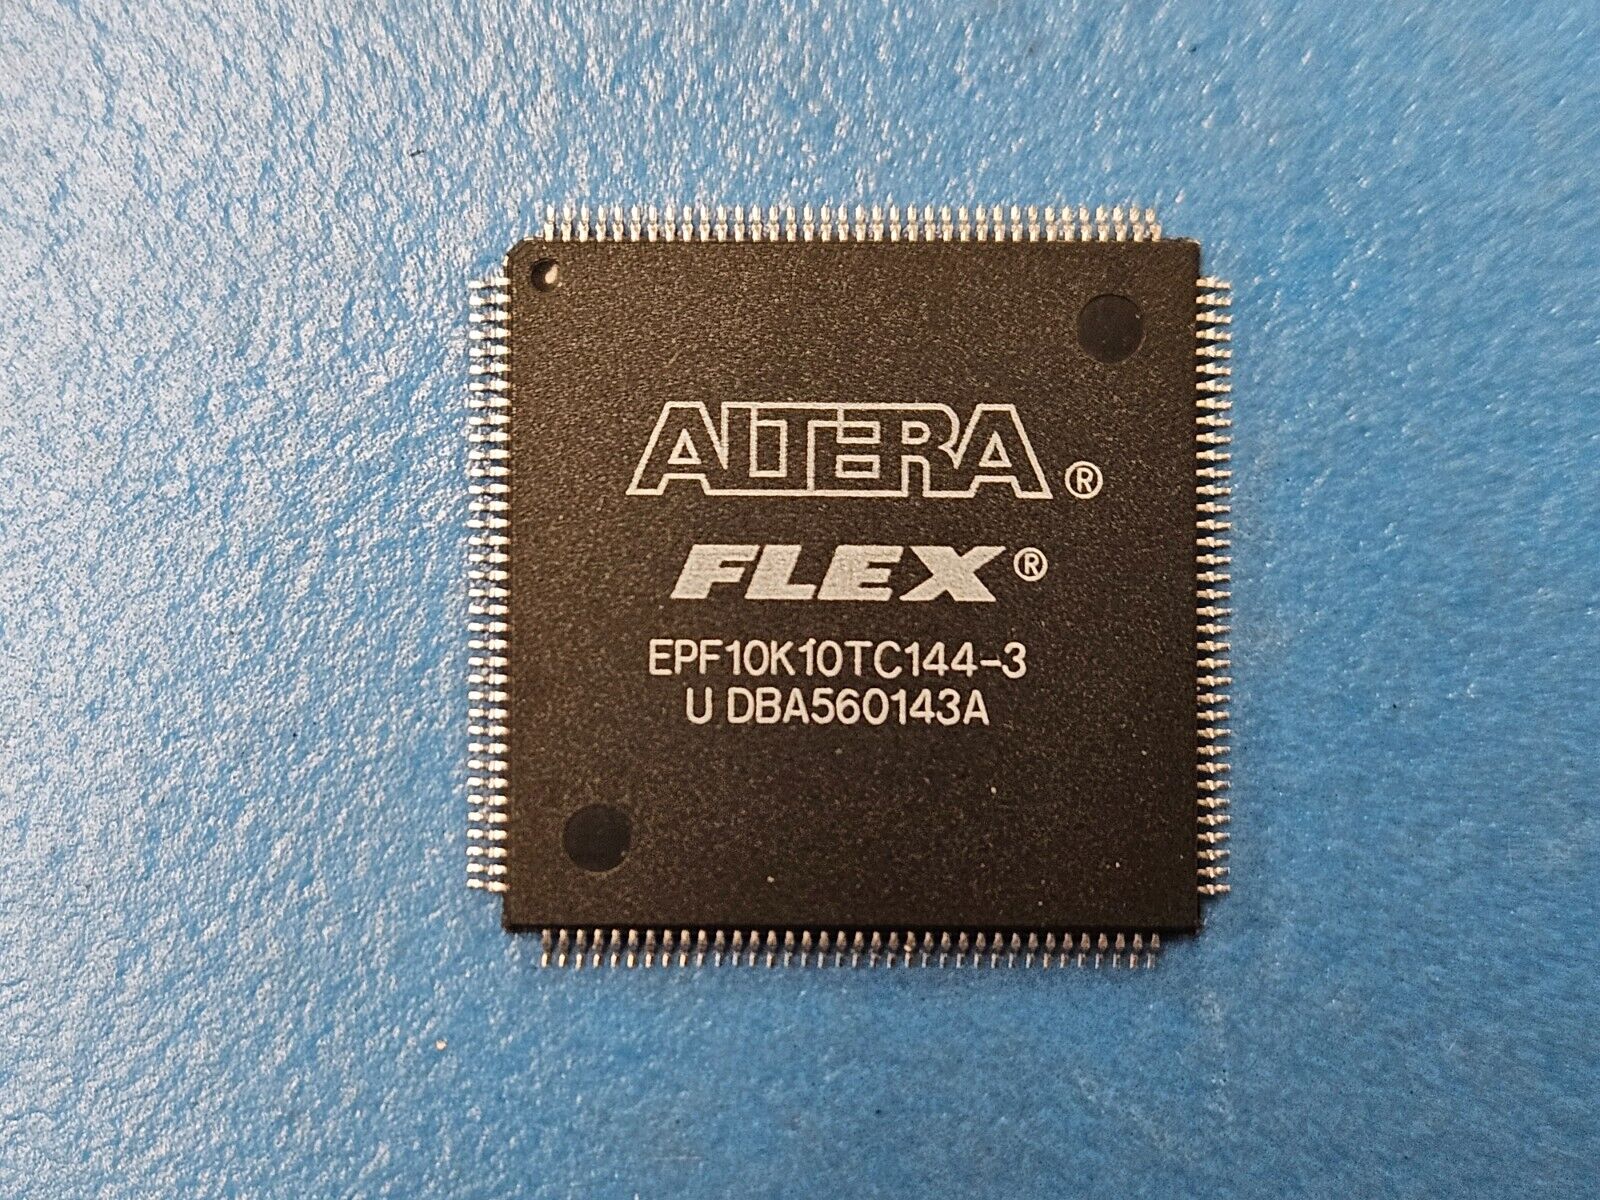 ALTERA®
FLEX®
EPF10K10TC144-3
U DBA560143A